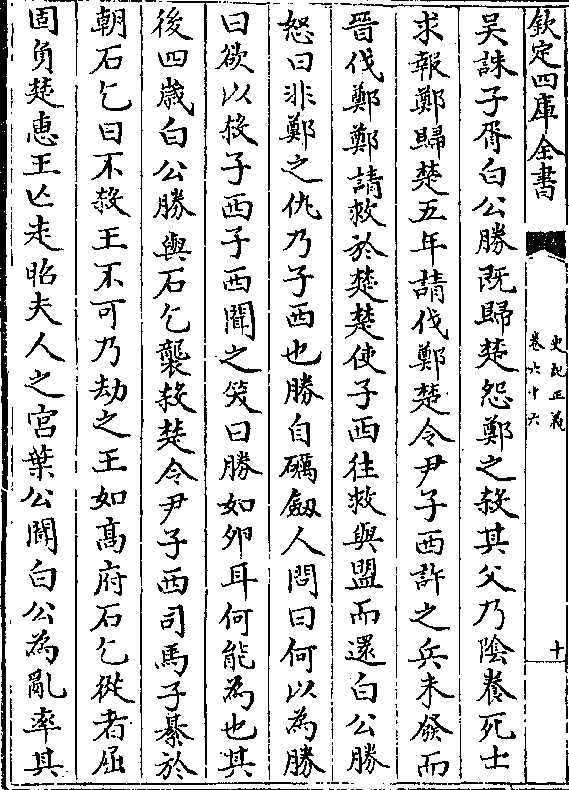 欽定四庫全書
史記正義
卷六十六
十
吳誅子胥白公勝既歸楚怨鄭之殺其父乃陰養死士
求報鄭歸楚五年請伐鄭楚令尹子西許之兵未發而
晉伐鄭鄭請救於楚楚使子西往救與盟而還白公勝
怒曰非鄭之仇乃子西也勝自礪劔人問曰何以為勝
曰欲以殺子西子西聞之笑曰勝如卵耳何能為也其
後四歲白公勝與石乞襲殺楚令尹子西司馬子綦於
朝石乞曰不殺王不可乃劫之王如高府石乞從者屈
固負楚惠王亡走昭夫人之宫葉公聞白公為亂率其